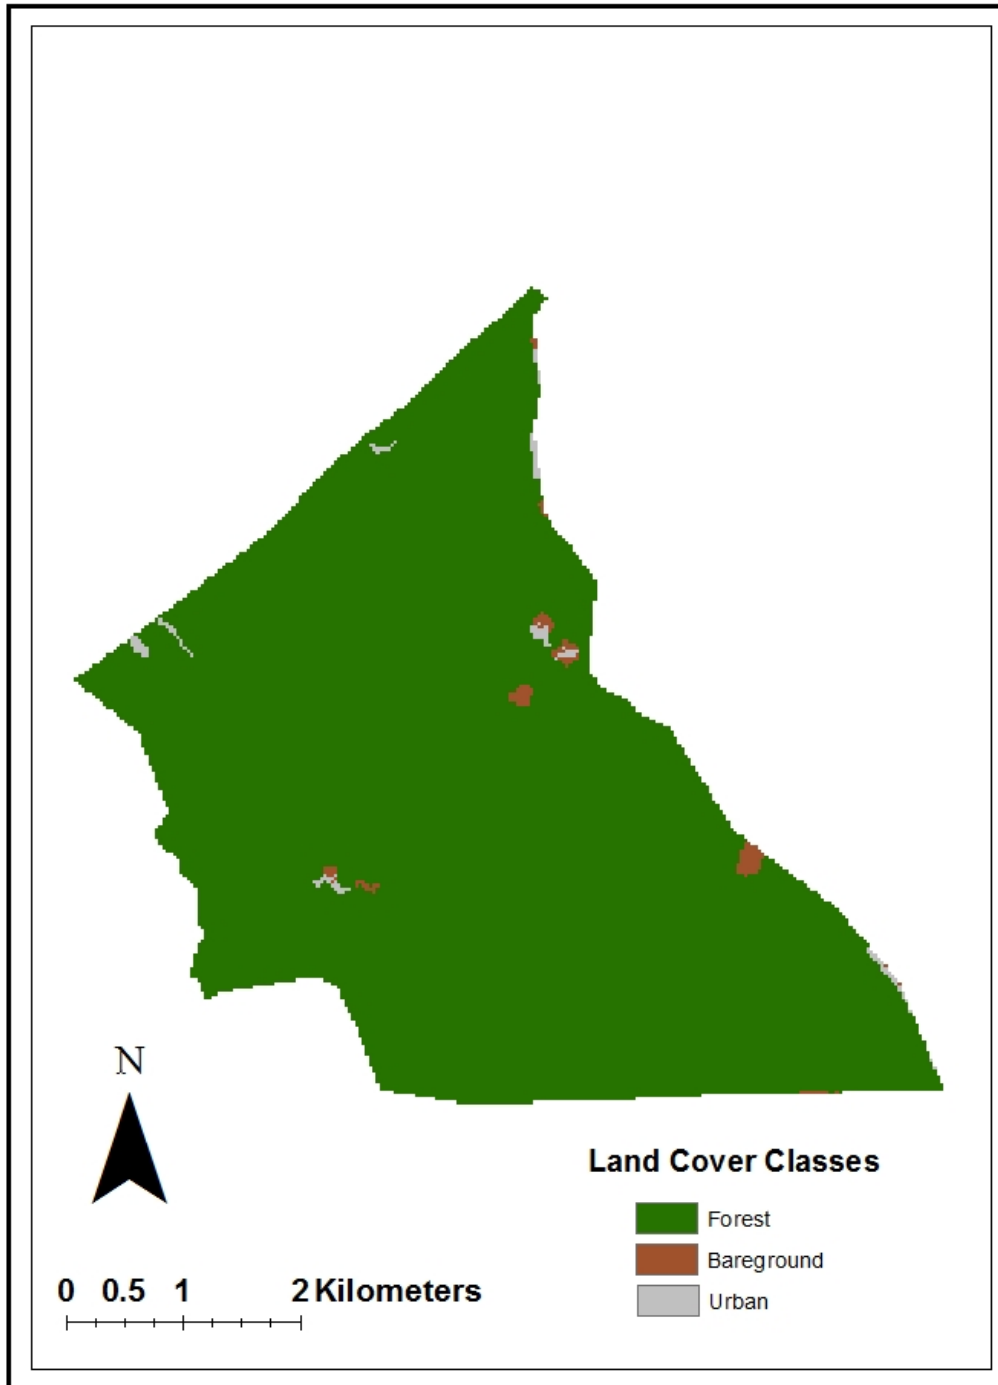 N
Land Cover Classes
Forest
Bareground
Urban
0 0.5 1 2 Kilometers